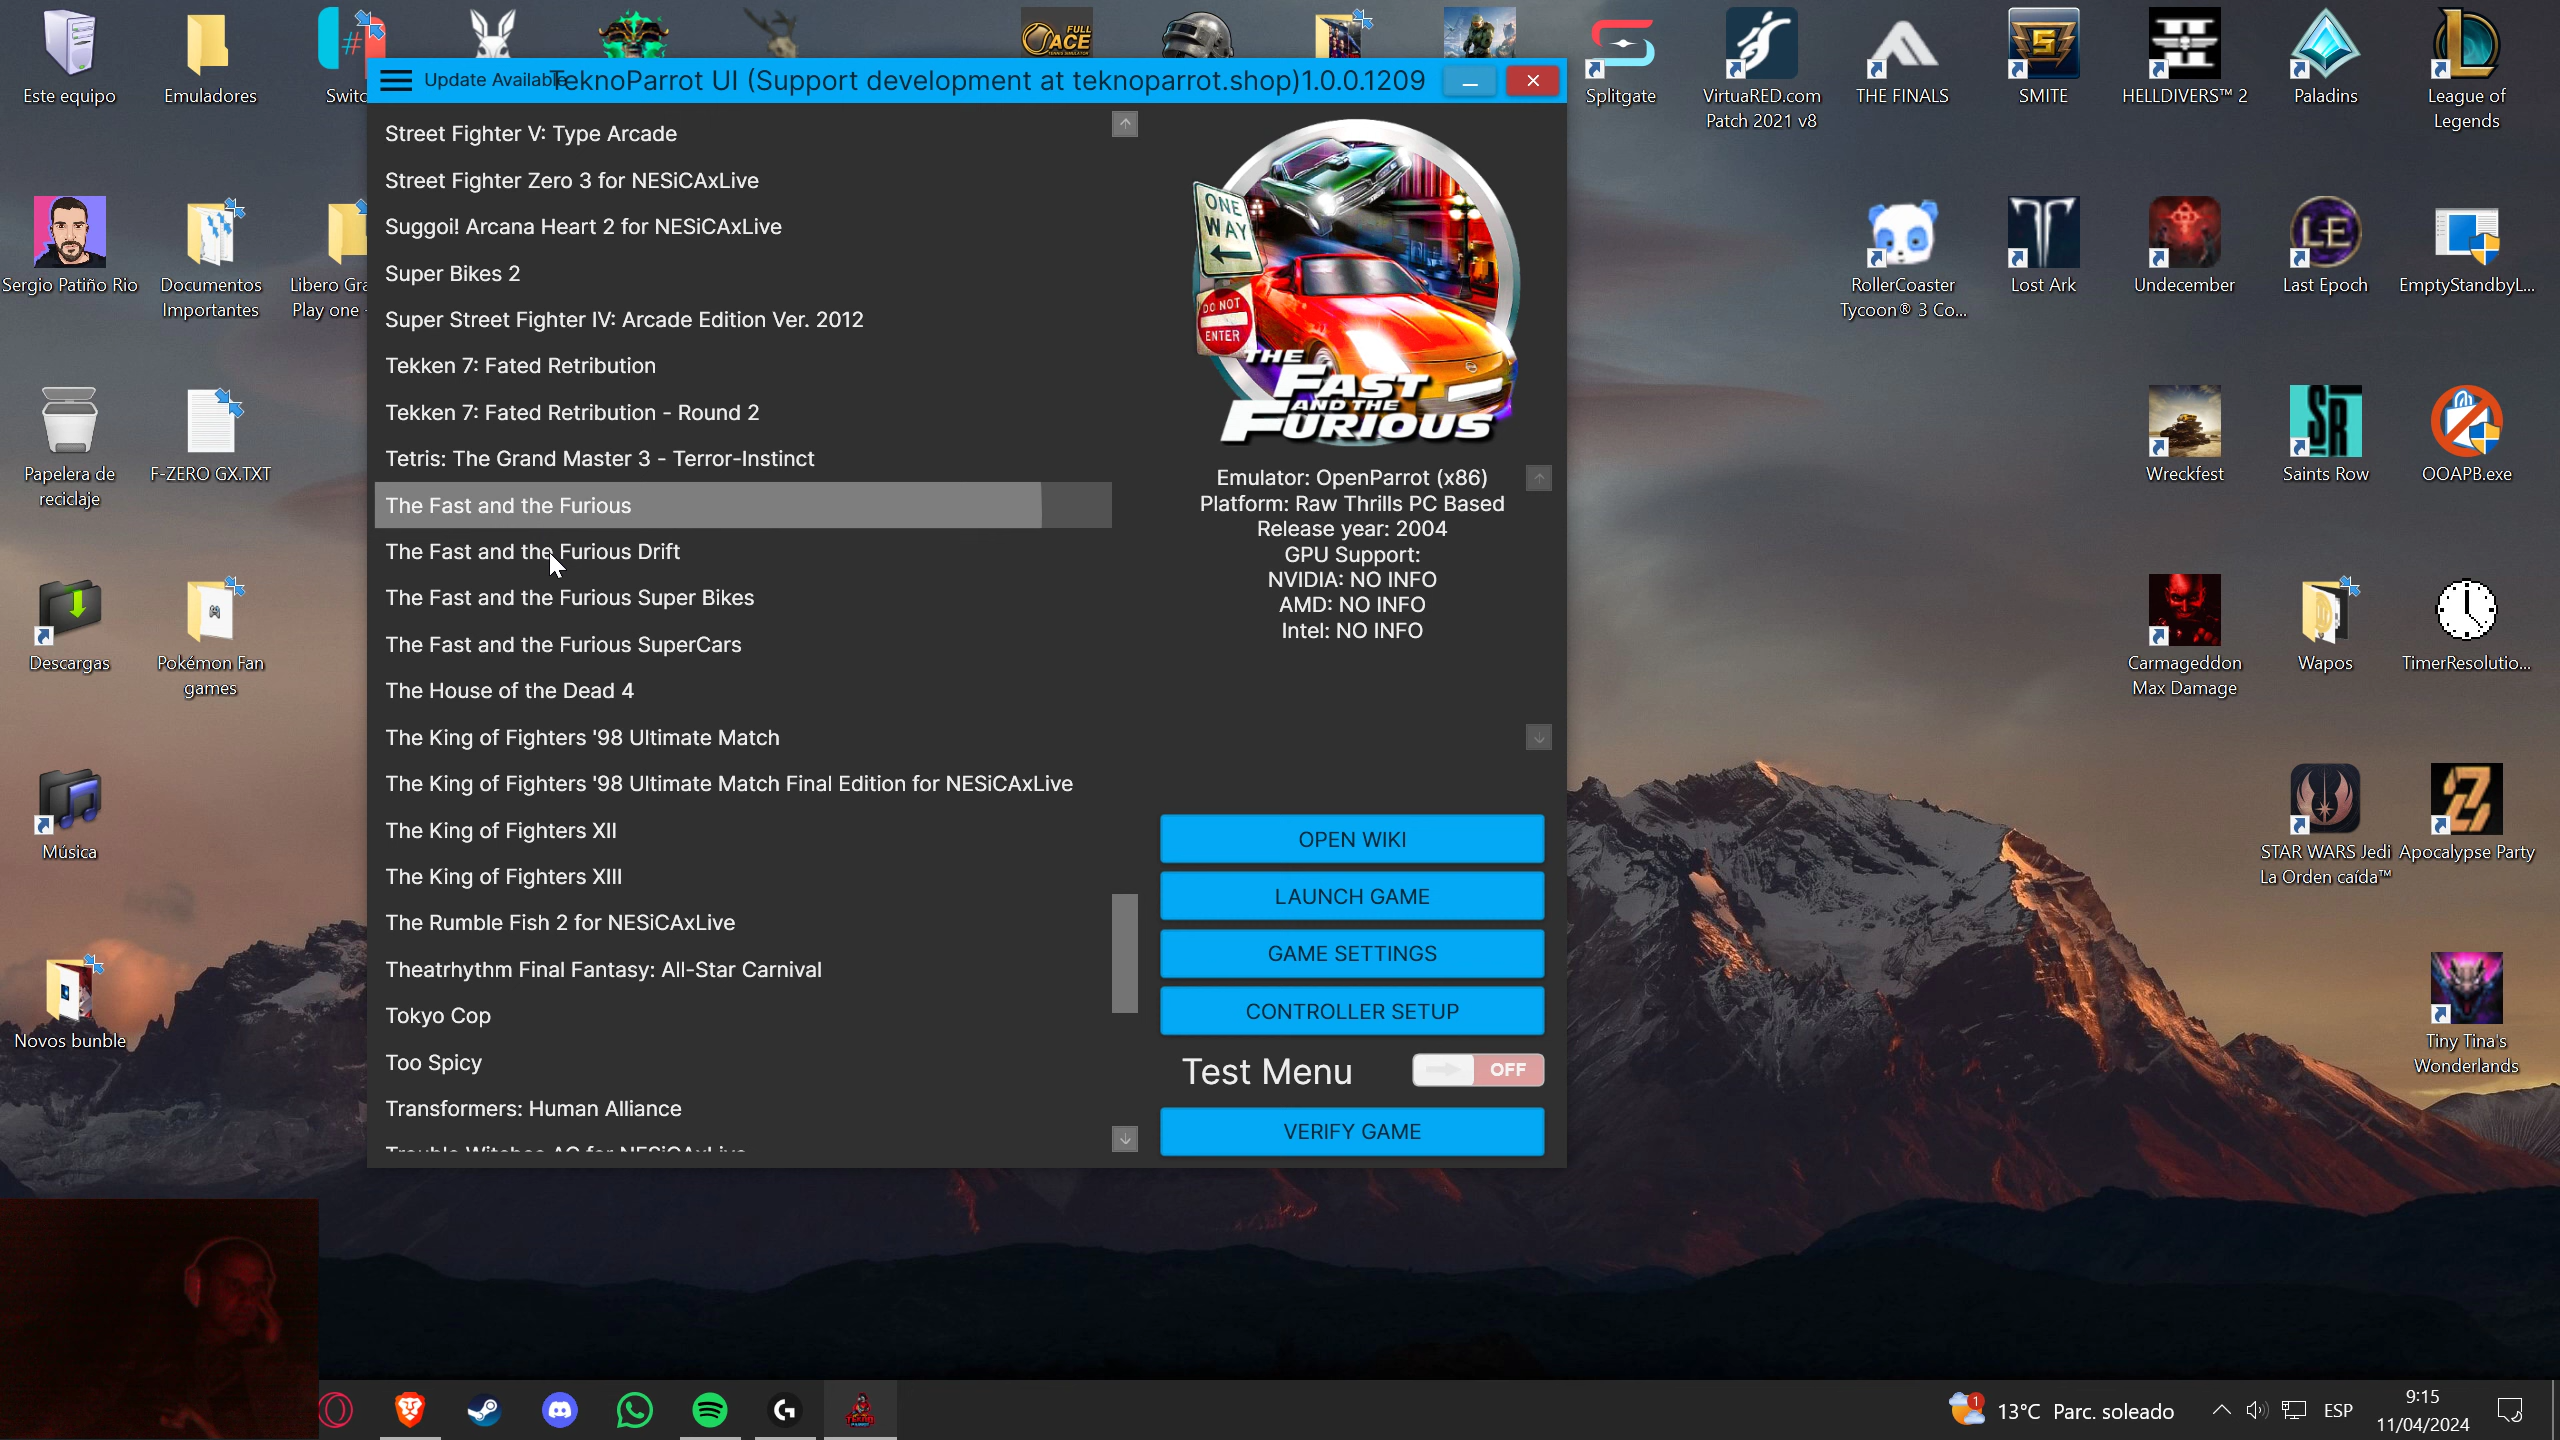 Update Available
TeknoParrot UI (Support development at teknoparrot.shop)1.0.0.1209
Este equipo
Emuladores
Switc
FULL
ACE
Splitgate
VirtuaRED.com
Patch 2021 v8
THE FINALS
SMITE
HELLDIVERS™ 2
Paladins
League of
Legends
Sergio Patiño Rio
Documentos
Importantes
Libero Gra
Play one -
RollerCoaster
Tycoon® 3 Co...
Lost Ark
Undecember
Last Epoch
EmptyStandbyL...
Papelera de
reciclaje
F-ZERO GX.TXT
Wreckfest
Saints Row
OOAPB.exe
Descargas
Pokémon Fan
games
Carmageddon
Max Damage
Wapos
TimerResolutio...
Música
STAR WARS Jedi
La Orden caída™
Apocalypse Party
Novos bunble
Tiny Tina's
Wonderlands
Street Fighter V: Type Arcade
Street Fighter Zero 3 for NESiCAxLive
Suggoi! Arcana Heart 2 for NESiCAxLive
Super Bikes 2
Super Street Fighter IV: Arcade Edition Ver. 2012
Tekken 7: Fated Retribution
Tekken 7: Fated Retribution - Round 2
Tetris: The Grand Master 3 - Terror-Instinct
The Fast and the Furious
The Fast and the Furious Drift
The Fast and the Furious Super Bikes
The Fast and the Furious SuperCars
The House of the Dead 4
The King of Fighters '98 Ultimate Match
The King of Fighters '98 Ultimate Match Final Edition for NESiCAxLive
The King of Fighters XII
The King of Fighters XIII
The Rumble Fish 2 for NESiCAxLive
Theatrhythm Final Fantasy: All-Star Carnival
Tokyo Cop
Too Spicy
Transformers: Human Alliance
Trouble Witches AC for NESiCAxLive
ONE
WAY
DO NOT
ENTER
THE
FAST
AND THE
FURIOUS
Emulator: OpenParrot (x86)
Platform: Raw Thrills PC Based
Release year: 2004
GPU Support:
NVIDIA: NO INFO
AMD: NO INFO
Intel: NO INFO
OPEN WIKI
LAUNCH GAME
GAME SETTINGS
CONTROLLER SETUP
Test Menu
OFF
VERIFY GAME
1
13°C Parc. soleado
ESP
9:15
11/04/2024